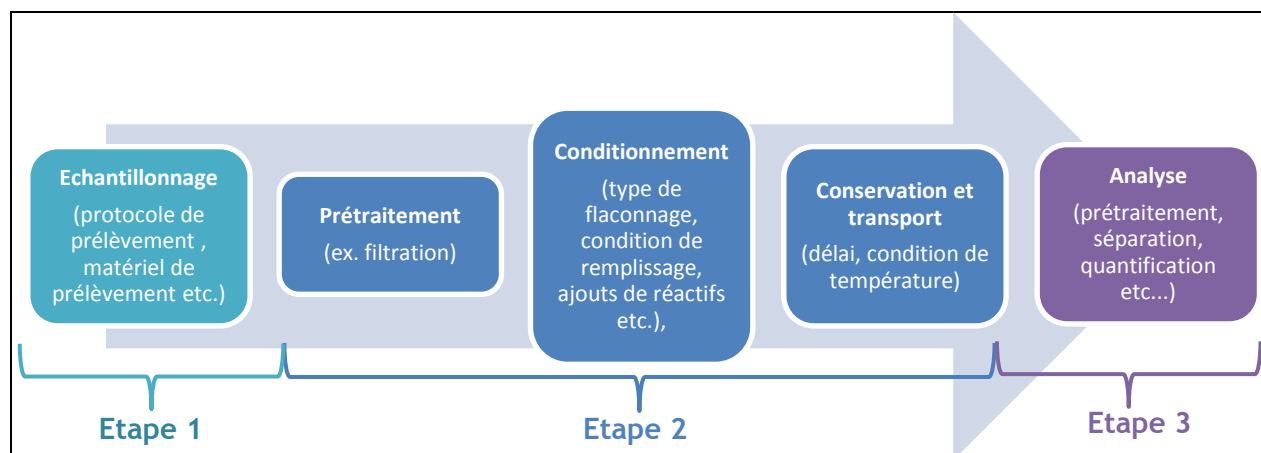 Echantillonnage
(protocole de
prélèvement ,
matériel de
prélèvement etc.)
Prétraitement
(ex. filtration)
Conditionnement
(type de
flaconnage,
condition de
remplissage,
ajouts de réactifs
etc.),
Conservation et
transport
(délai, condition de
température)
Analyse
(prétraitement,
séparation,
quantification
etc...)
Etape 1
Etape 2
Etape 3